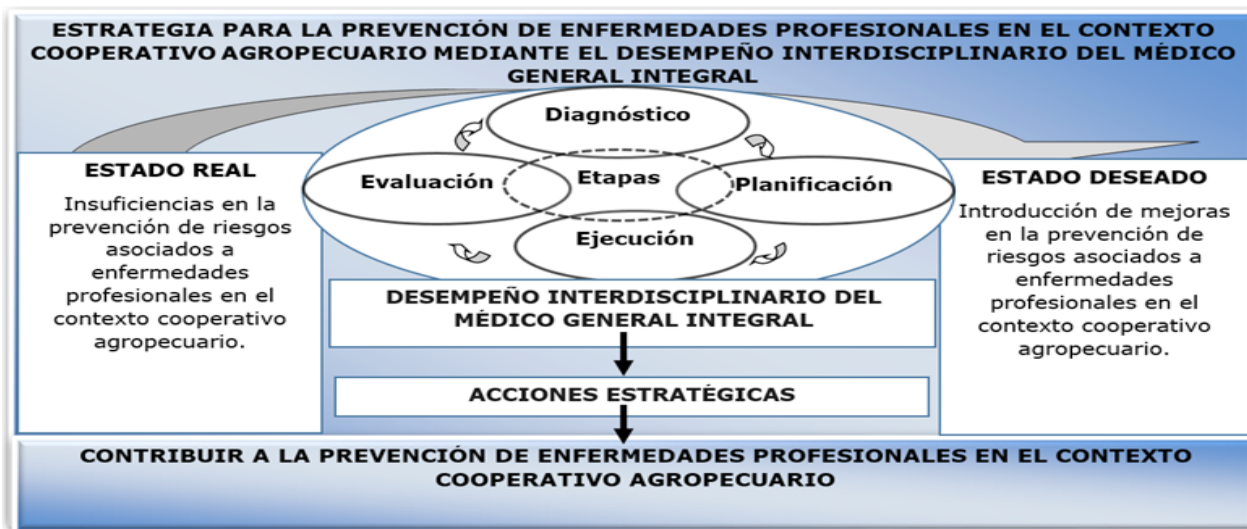 ESTRATEGIA PARA LA PREVENCIÓN DE ENFERMEDADES PROFESIONALES EN EL CONTEXTO
COOPERATIVO AGROPECUARIO MEDIANTE EL DESEMPEÑO INTERDISCIPLINARIO DEL MÉDICO
GENERAL INTEGRAL
ESTADO REAL
Insuficiencias en la
prevención de riesgos
asociados a
enfermedades
profesionales en el
contexto cooperativo
agropecuario.
Diagnóstico
Evaluación
Etapas
Planificación
Ejecución
ESTADO DESEADO
Introducción de mejoras
en la prevención de
riesgos asociados a
enfermedades
profesionales en el
contexto cooperativo
agropecuario.
DESEMPEÑO INTERDISCIPLINARIO DEL
MÉDICO GENERAL INTEGRAL
ACCIONES ESTRATÉGICAS
CONTRIBUIR A LA PREVENCIÓN DE ENFERMEDADES PROFESIONALES EN EL CONTEXTO
COOPERATIVO AGROPECUARIO